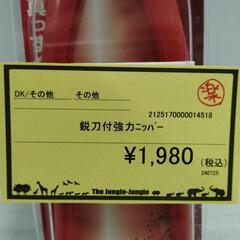 DK/その他 その他
楽
2125170000014518
鋭刀付強力ニッパー
¥1,980 (税込)
240725
The Jungle-Jungle